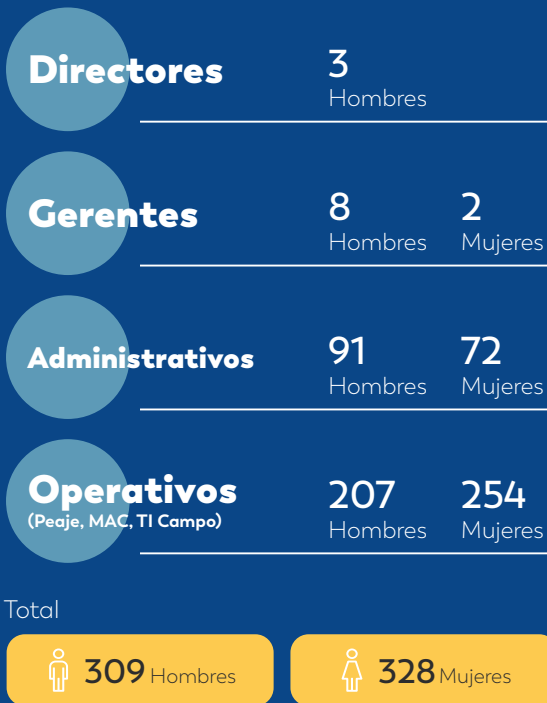 Directores
3
Hombres
Gerentes
8
Hombres
2
Mujeres
Administrativos
91
Hombres
72
Mujeres
Operativos
(Peaje, MAC, TI Campo)
207
Hombres
254
Mujeres
Total
309 Hombres
328 Mujeres